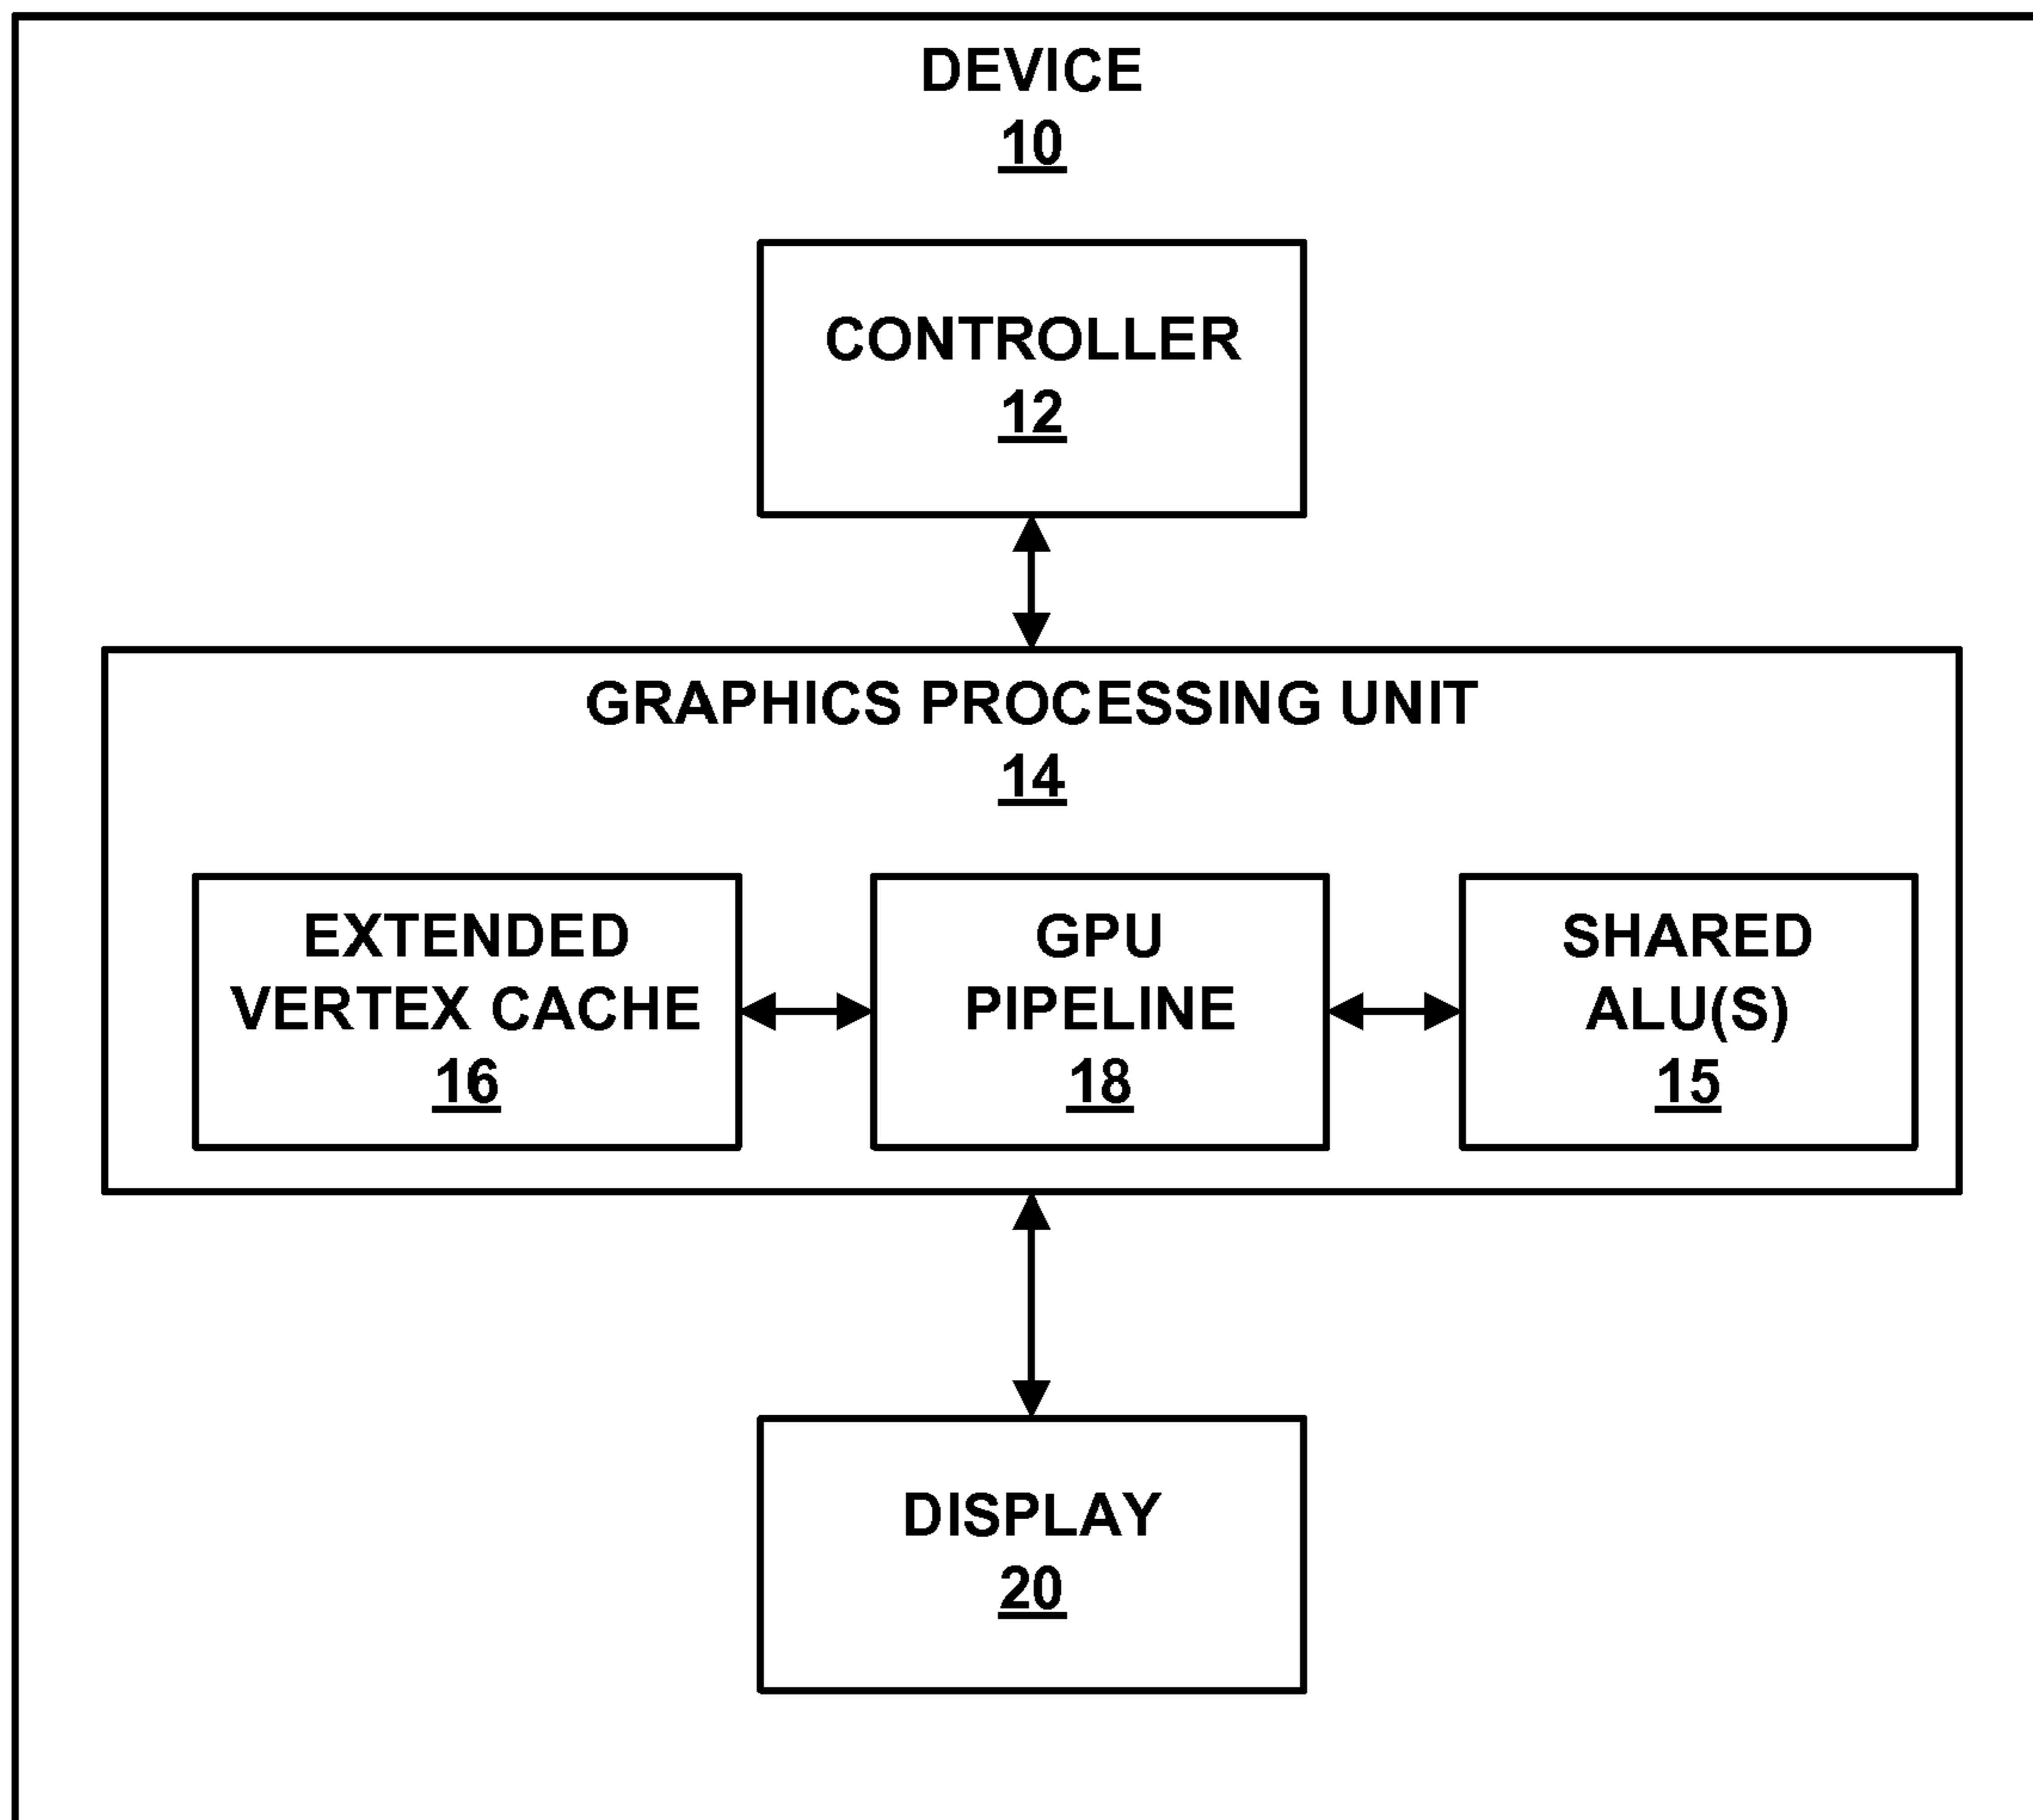 DEVICE
10
CONTROLLER
12
GRAPHICS PROCESSING UNIT
14
EXTENDED
VERTEX CACHE
16
GPU
PIPELINE
18
SHARED
ALU(S)
15
DISPLAY
20